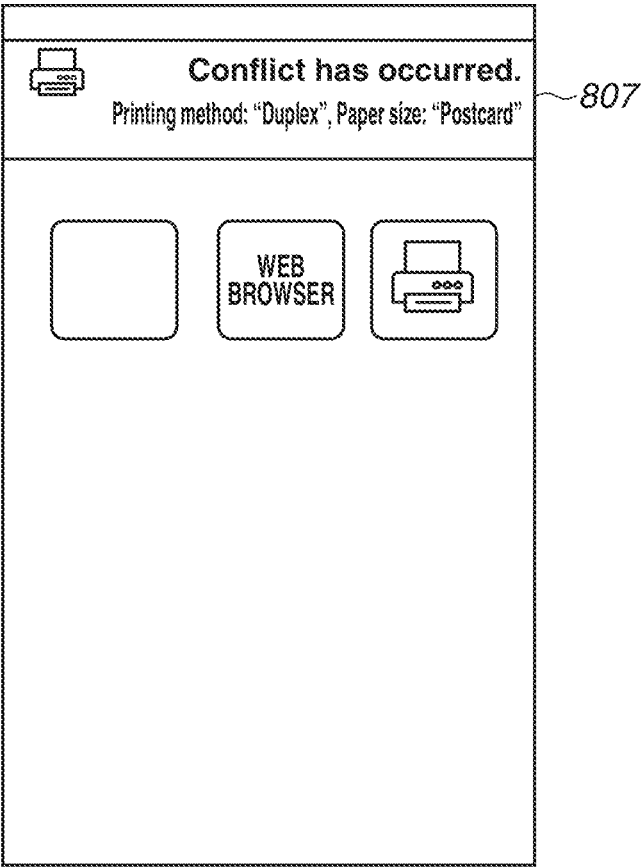 Conflict has occurred.
Printing method: “Duplex”, Paper size: “Postcard”
807
WEB
BROWSER